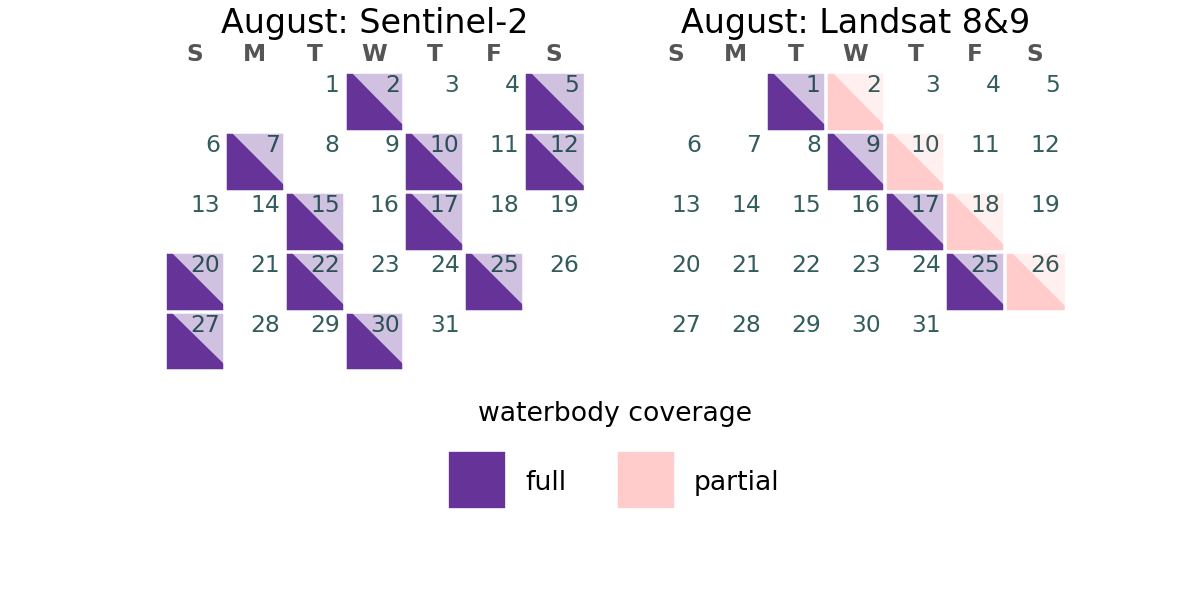 August: Sentinel-2
S M T W T F S
1 2 3 4 5
6 7 8 9 10 11 12
13 14 15 16 17 18 19
20 21 22 23 24 25 26
27 28 29 30 31
August: Landsat 8&9
S M T W T F S
1 2 3 4 5
6 7 8 9 10 11 12
13 14 15 16 17 18 19
20 21 22 23 24 25 26
27 28 29 30 31
waterbody coverage
full
partial